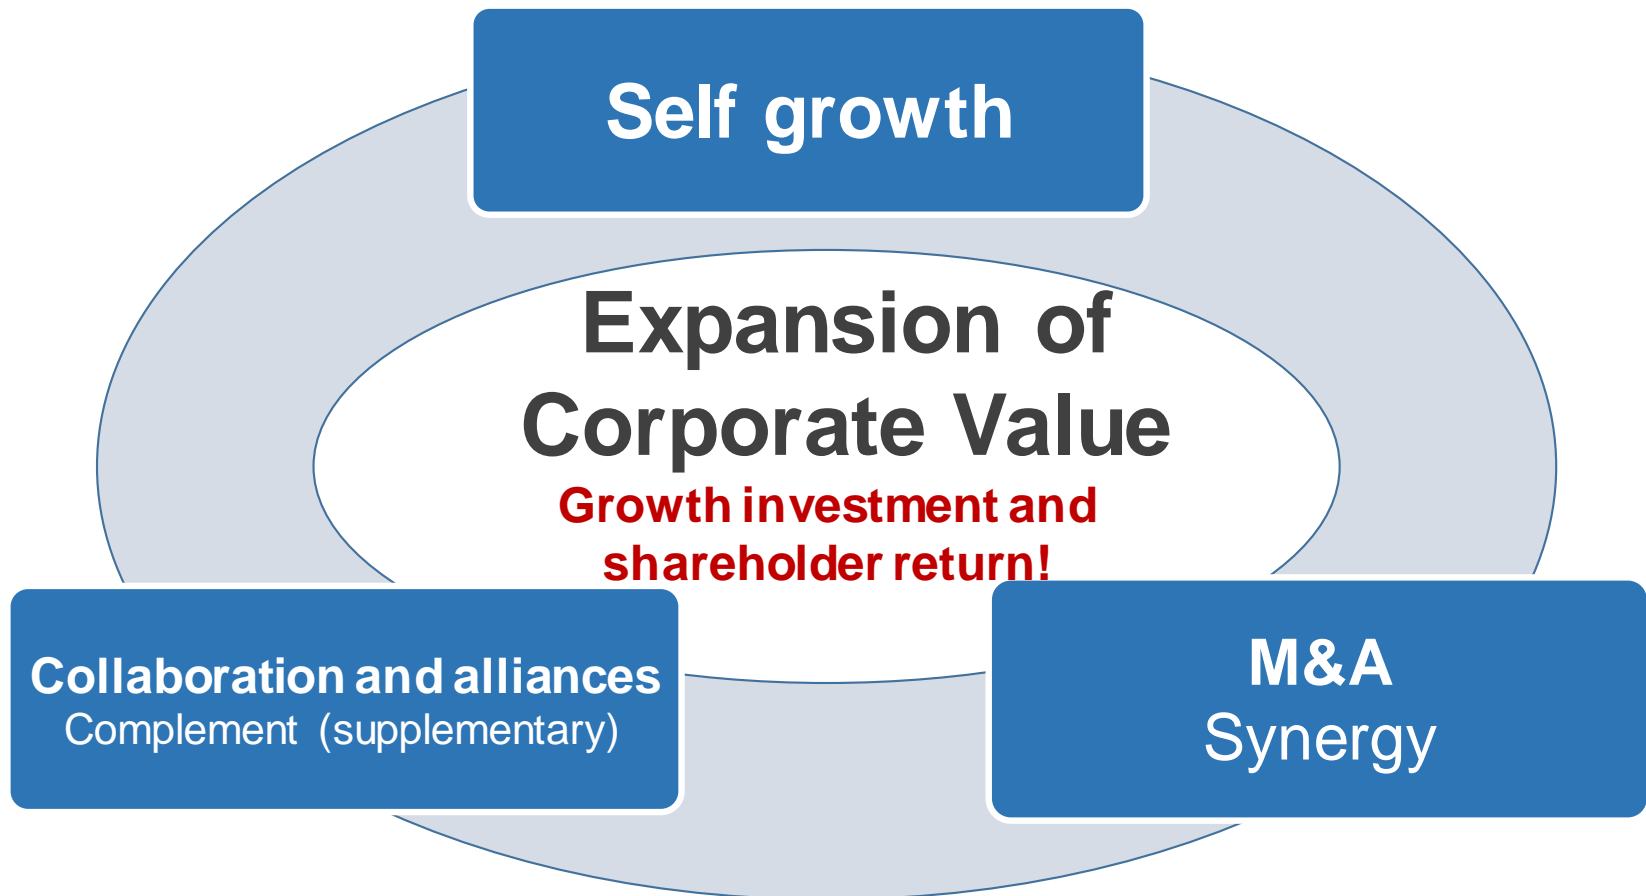 Self growth
Expansion of
Corporate Value
Growth investment and
shareholder return!
Collaboration and alliances
Complement (supplementary)
M&A
Synergy